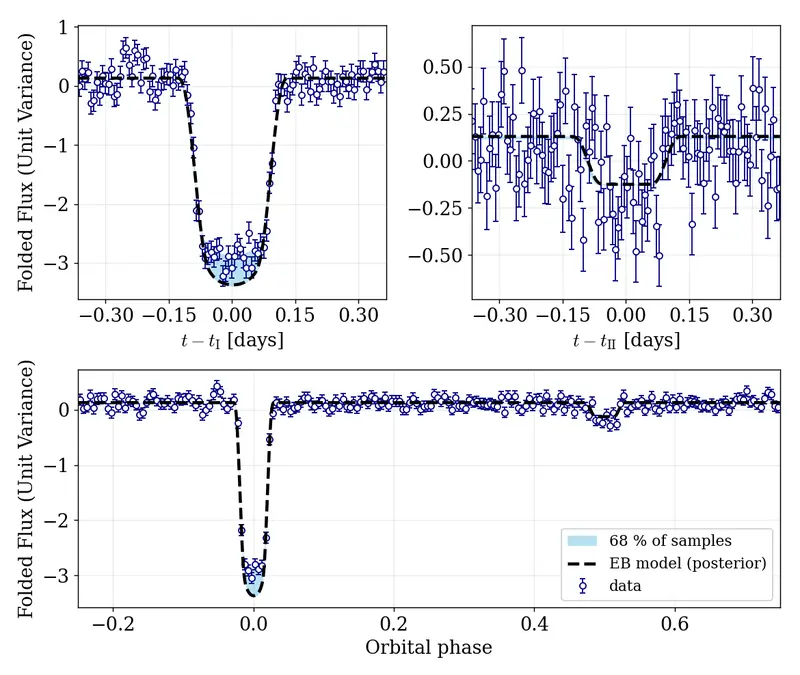 Folded Flux (Unit Variance)
1
0
−1
−2
−3
−0.30 −0.15 0.00 0.15 0.30
t − tI [days]
0.50
0.25
0.00
−0.25
−0.50
−0.30 −0.15 0.00 0.15 0.30
t − tII [days]
Folded Flux (Unit Variance)
0
−1
−2
−3
−0.2 0.0 0.2 0.4 0.6
Orbital phase
68 % of samples
EB model (posterior)
data